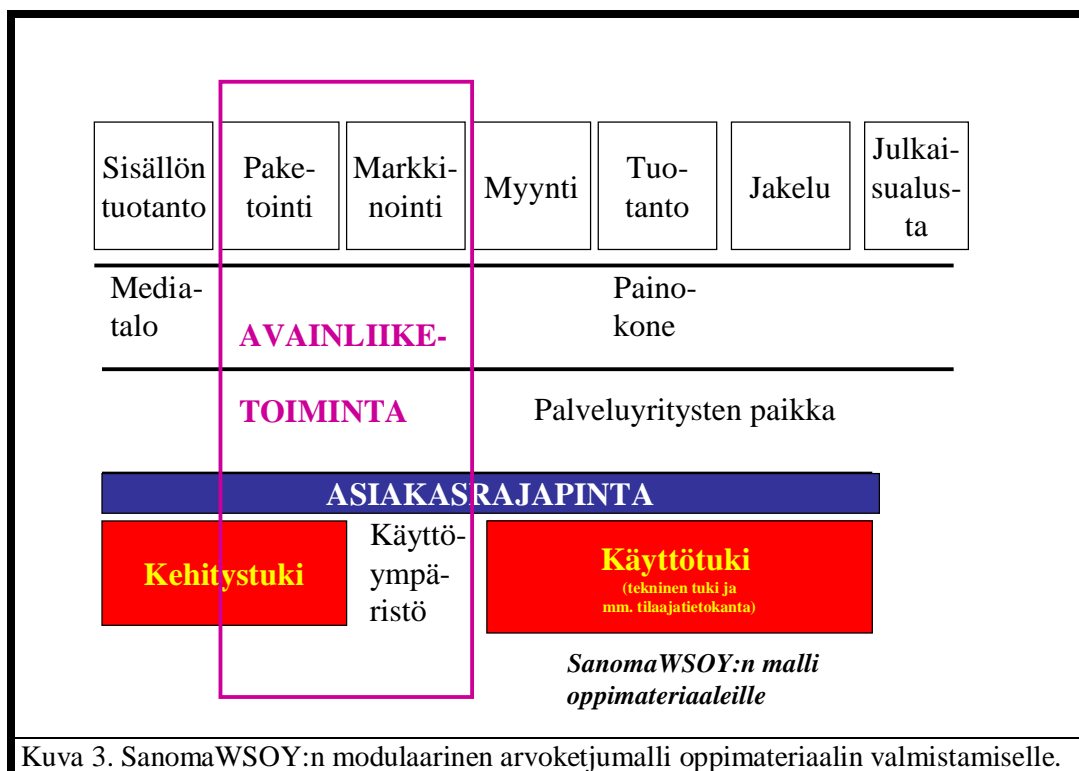 Sisällön
tuotanto
Pake-
tointi
Markki-
nointi
Myynti
Tuo-
tanto
Jakelu
Julkai-
sualus-
ta
Media-
talo
Paino-
kone
AVAINLIIKE-
TOIMINTA
Palveluyritysten paikka
ASIAKASRAJAPINTA
Kehitystuki
Käyttö-
ympä-
ristö
Käyttötuki
(tekninen tuki ja
mm. tilaajatietokanta)
SanomaWSOY:n malli
oppimateriaaleille
Kuva 3. SanomaWSOY:n modulaarinen arvoketjumalli oppimateriaalin valmistamiselle.